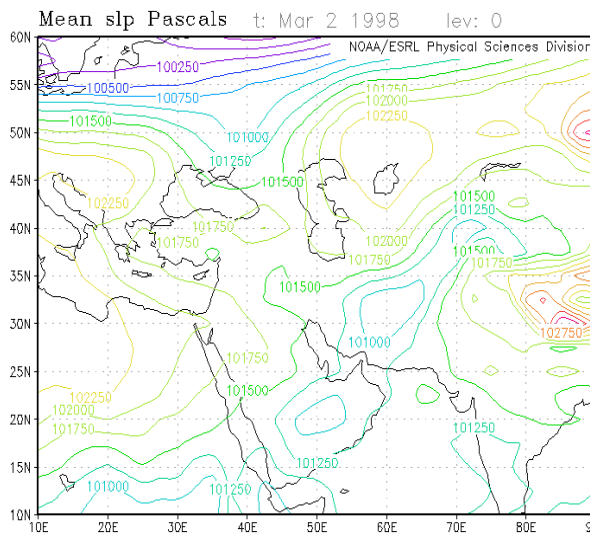 Mean slp Pascals t: Mar 2 1998 lev: 0
60N NOAA/ESRL Physical Sciences Division
100250
100500 101750
100750 102000
101500 102250
50N 101000
101250
45N 101500
102250 101500
101250
40N 101750
101750 102000 101500
101750
35N 101500
30N 102750
101000
101750
25N
102250 101500
102000
20N
101750
101250
15N 101250
101000 101250
10N
10E 20E 30E 40E 50E 60E 70E 80E